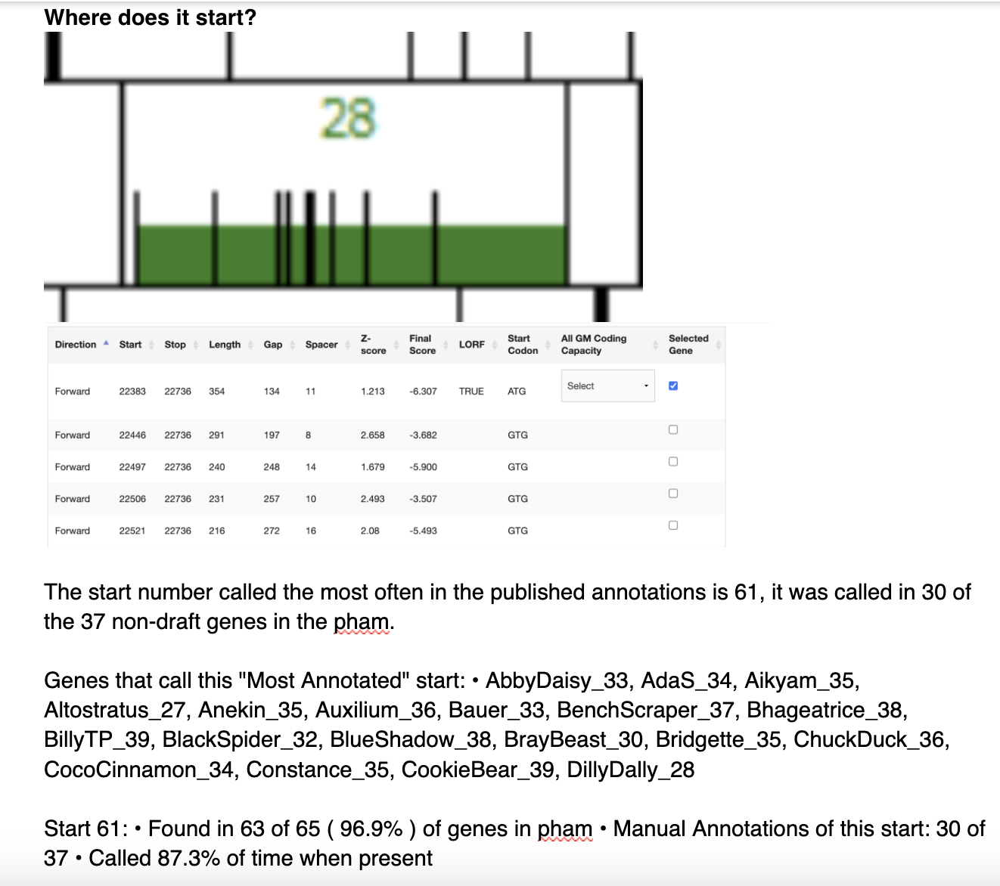 Where does it start?
28
Direction Start Stop Length Gap Spacer Z-score Final Score LORF Start Codon All GM Coding Capacity Selected Gene
Forward 22383 22736 354 134 11 1.213 -6.307 TRUE ATG Select
Forward 22446 22736 291 197 8 2.658 -3.682 GTG
Forward 22497 22736 240 248 14 1.679 -5.900 GTG
Forward 22506 22736 231 257 10 2.493 -3.507 GTG
Forward 22521 22736 216 272 16 2.08 -5.493 GTG
The start number called the most often in the published annotations is 61, it was called in 30 of
the 37 non-draft genes in the pham.
Genes that call this "Most Annotated" start: • AbbyDaisy_33, AdaS_34, Aikyam_35,
Altostratus_27, Anekin_35, Auxilium_36, Bauer_33, BenchScraper_37, Bhageatrice_38,
BillyTP_39, BlackSpider_32, BlueShadow_38, BrayBeast_30, Bridgette_35, ChuckDuck_36,
CocoCinnamon_34, Constance_35, CookieBear_39, DillyDally_28
Start 61: • Found in 63 of 65 ( 96.9% ) of genes in pham • Manual Annotations of this start: 30 of
37 • Called 87.3% of time when present